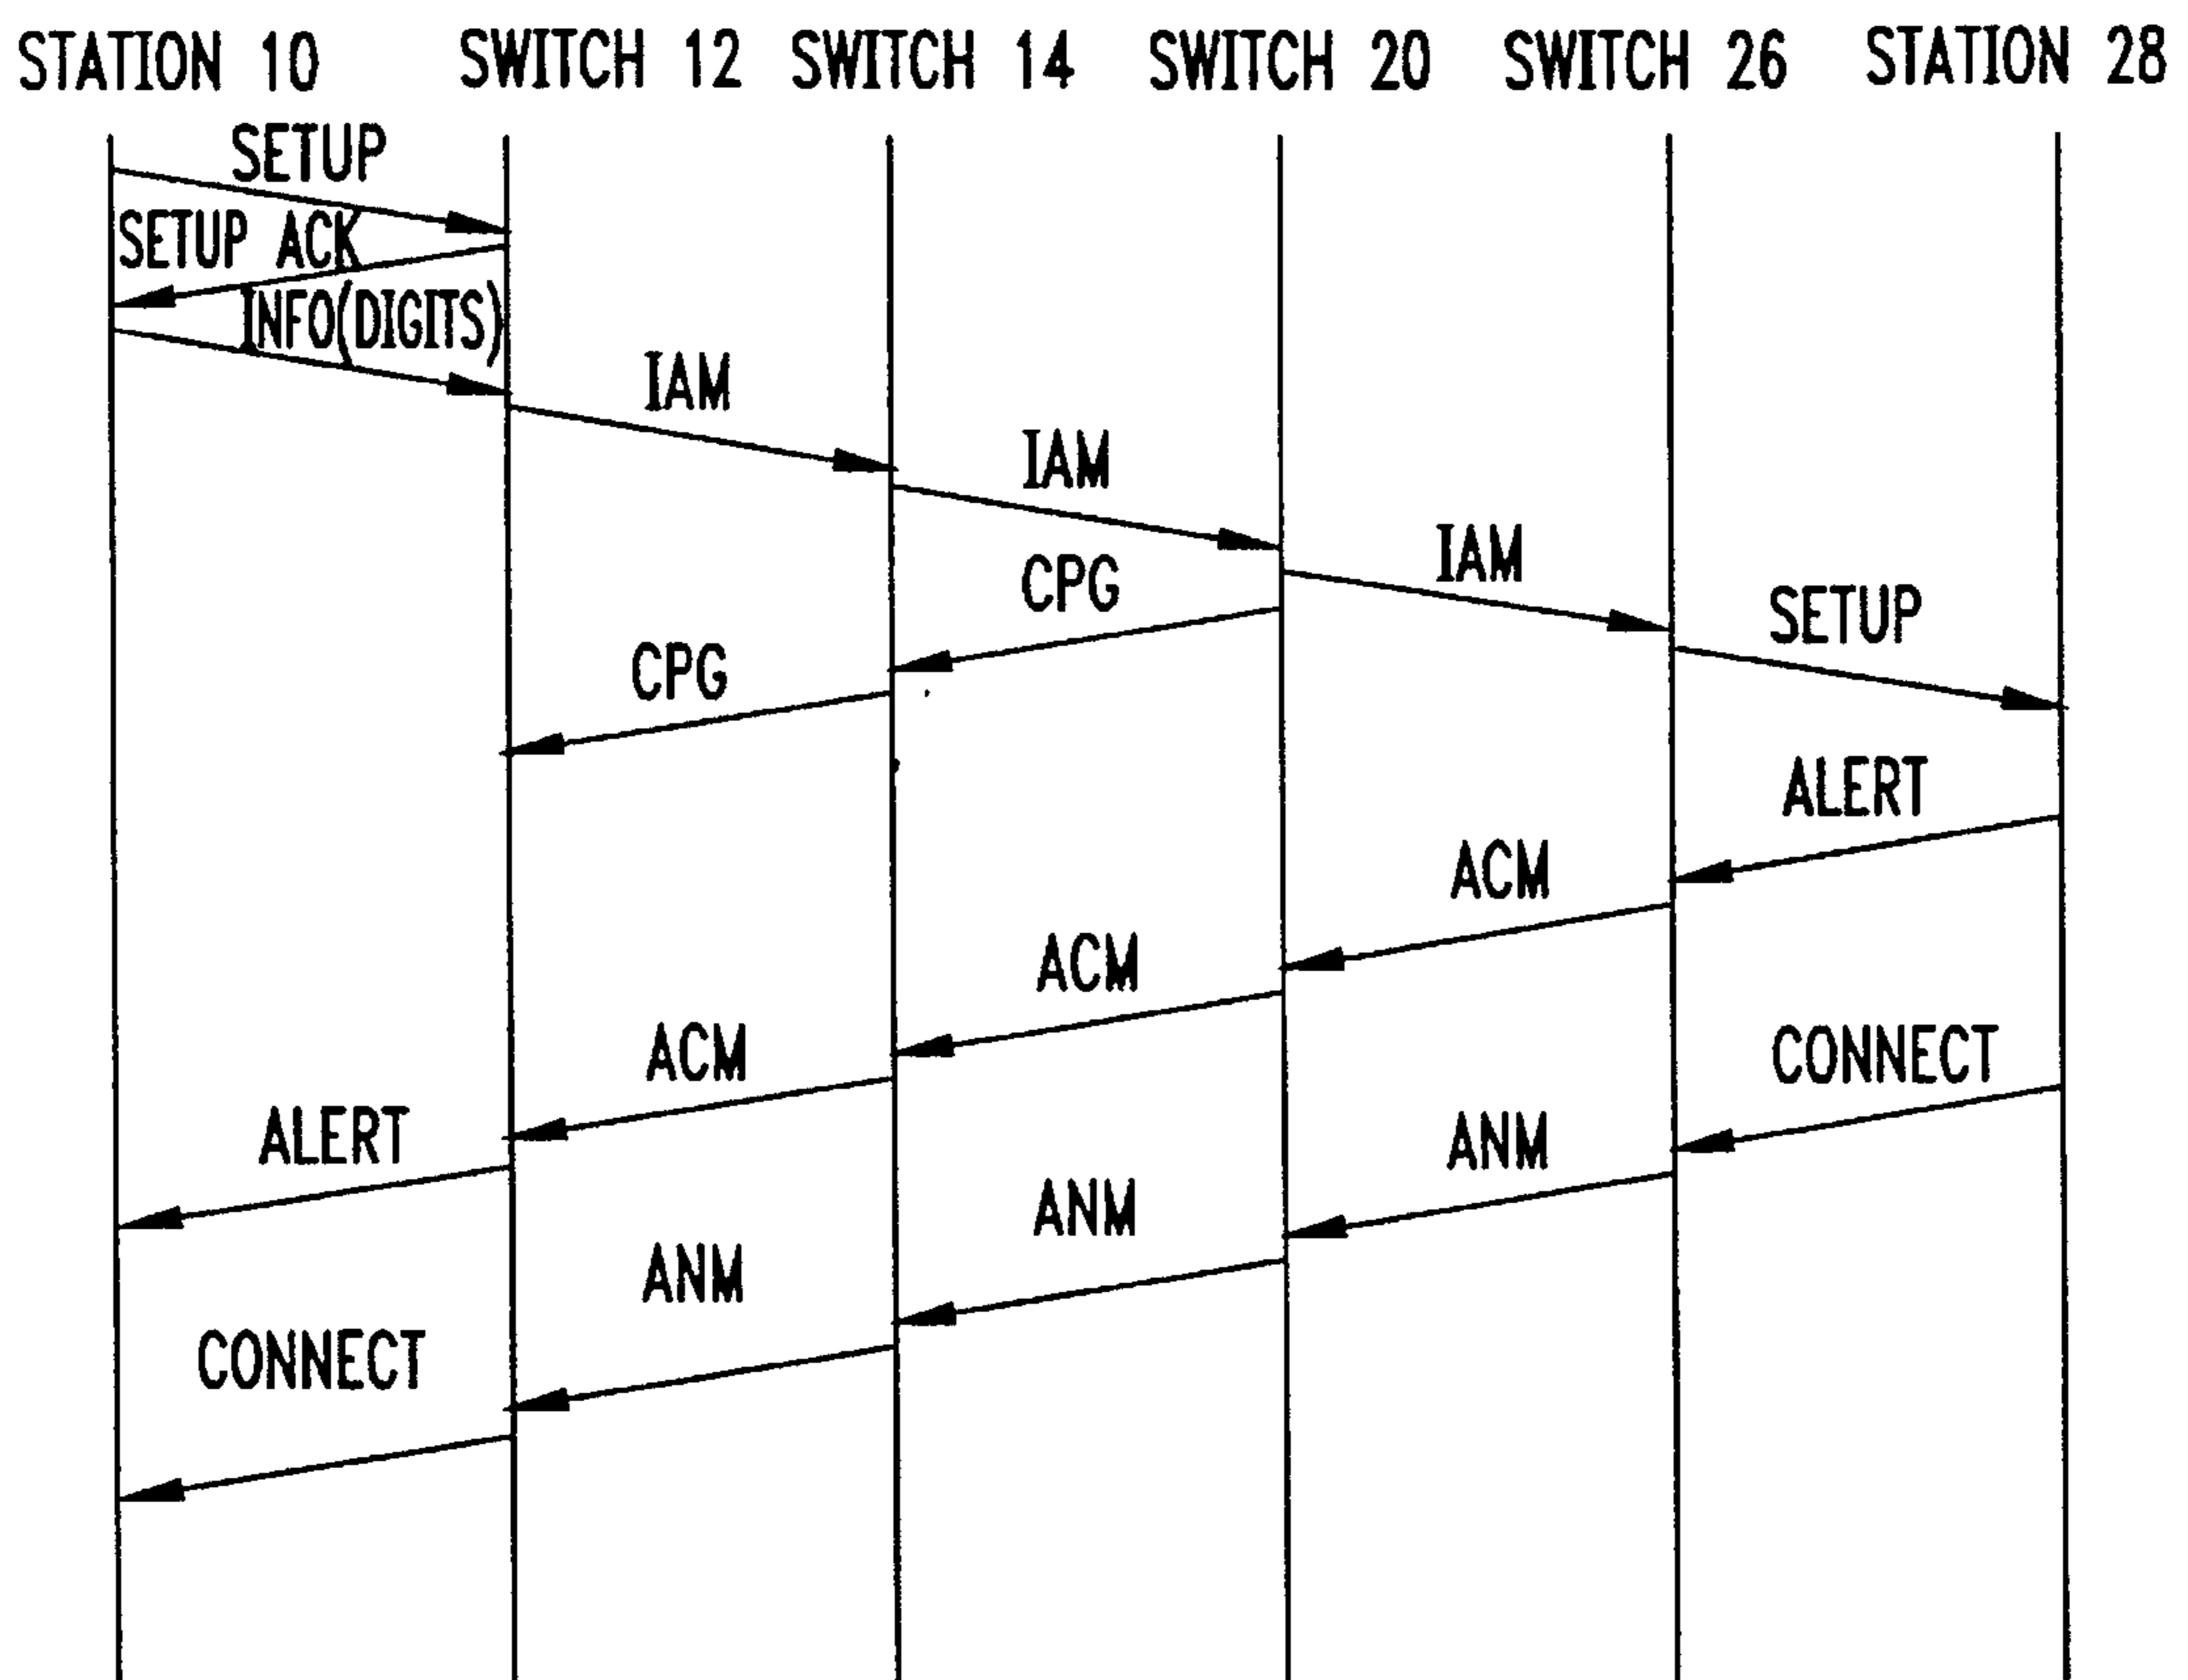 STATION 10 SWITCH 12 SWITCH 14 SWITCH 20 SWITCH 26 STATION 28
SETUP
SETUP ACK
INFO(DIGITS)
IAM
IAM
IAM
CPG
SETUP
CPG
ALERT
ACM
ACM
ACM
CONNECT
ALERT
ANM
ANM
ANM
CONNECT